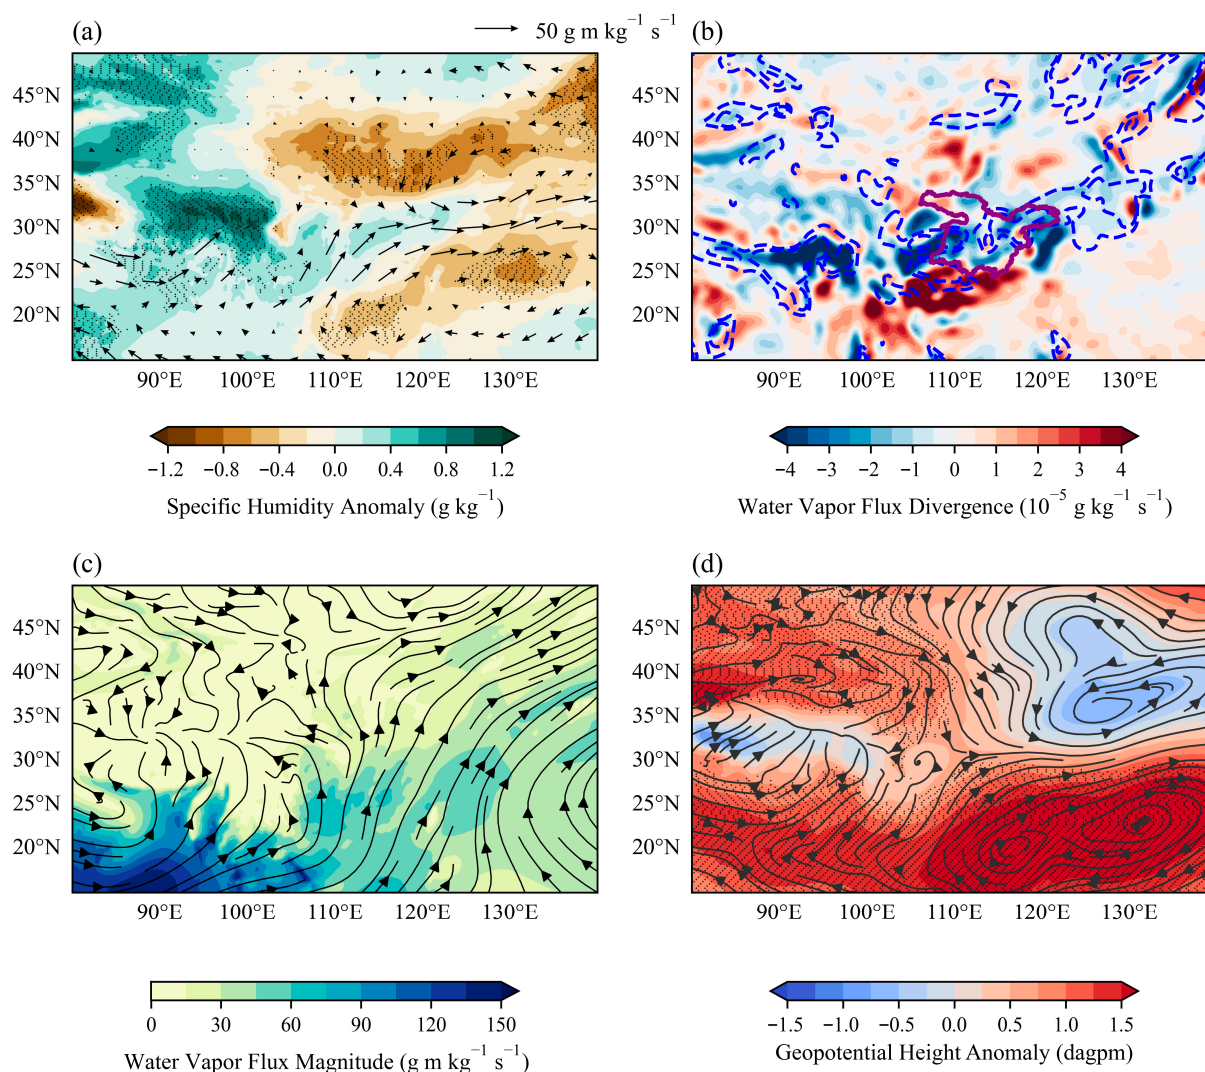 (a)
50 g m kg⁻¹ s⁻¹
(b)
45°N
40°N
35°N
30°N
25°N
20°N
90°E 100°E 110°E 120°E 130°E
45°N
40°N
35°N
30°N
25°N
20°N
90°E 100°E 110°E 120°E 130°E
−1.2 −0.8 −0.4 0.0 0.4 0.8 1.2
Specific Humidity Anomaly (g kg⁻¹)
−4 −3 −2 −1 0 1 2 3 4
Water Vapor Flux Divergence (10⁻⁵ g kg⁻¹ s⁻¹)
(c)
(d)
45°N
40°N
35°N
30°N
25°N
20°N
90°E 100°E 110°E 120°E 130°E
45°N
40°N
35°N
30°N
25°N
20°N
90°E 100°E 110°E 120°E 130°E
0 30 60 90 120 150
Water Vapor Flux Magnitude (g m kg⁻¹ s⁻¹)
−1.5 −1.0 −0.5 0.0 0.5 1.0 1.5
Geopotential Height Anomaly (dagpm)